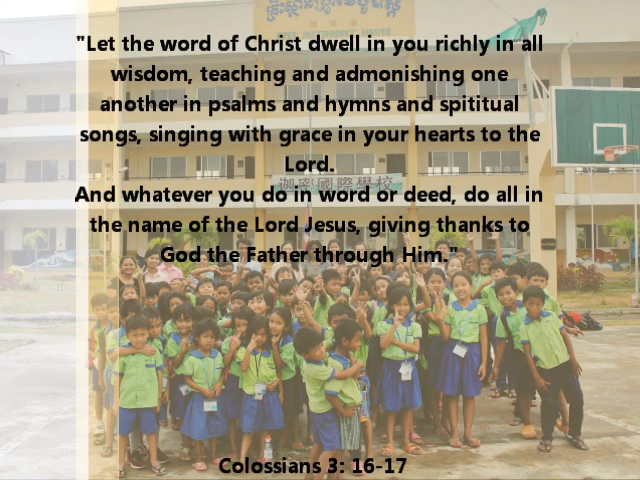 "Let the word of Christ dwell in you richly in all
wisdom, teaching and admonishing one
another in psalms and hymns and spititual
songs, singing with grace in your hearts to the
Lord.
And whatever you do in word or deed, do all in
the name of the Lord Jesus, giving thanks to
God the Father through Him."
Colossians 3: 16-17